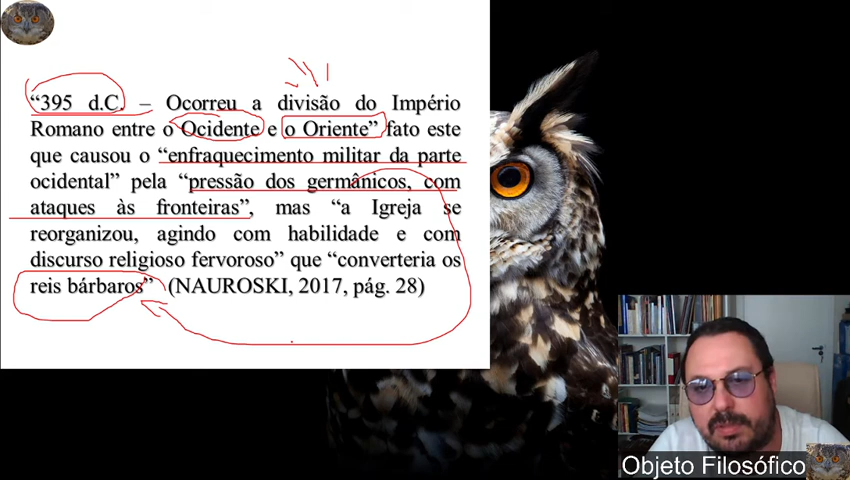 “395 d.C. – Ocorreu a divisão do Império
Romano entre o Ocidente e o Oriente” fato este
que causou o “enfraquecimento militar da parte
ocidental” pela “pressão dos germânicos, com
ataques às fronteiras”, mas “a Igreja se
reorganizou, agindo com habilidade e com
discurso religioso fervoroso” que “converteria os
reis bárbaros” (NAUROSKI, 2017, pág. 28)
Objeto Filosófico